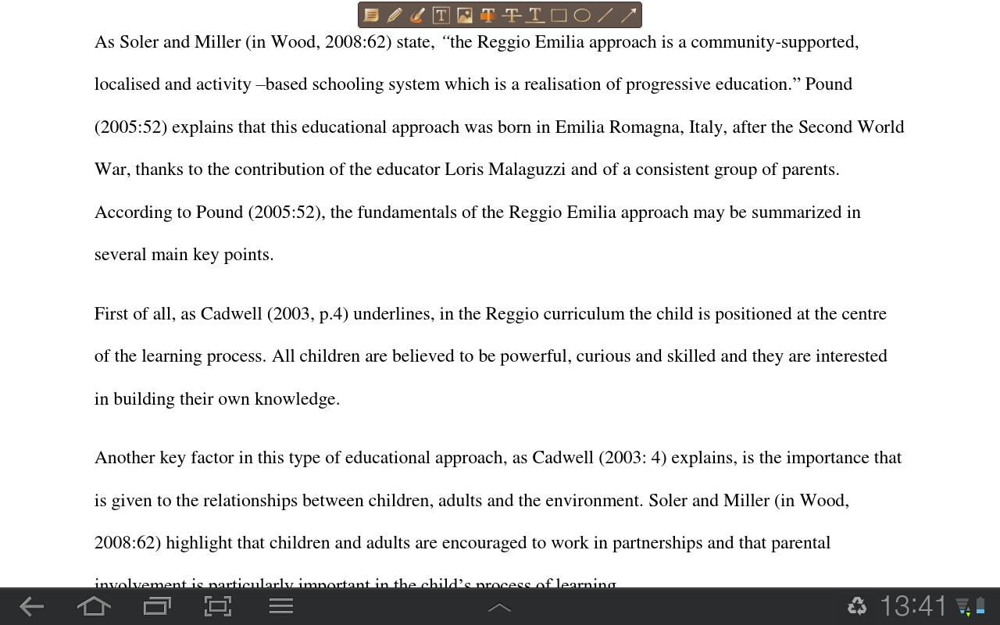 As Soler and Miller (in Wood, 2008:62) state, “the Reggio Emilia approach is a community-supported,
localised and activity –based schooling system which is a realisation of progressive education.” Pound
(2005:52) explains that this educational approach was born in Emilia Romagna, Italy, after the Second World
War, thanks to the contribution of the educator Loris Malaguzzi and of a consistent group of parents.
According to Pound (2005:52), the fundamentals of the Reggio Emilia approach may be summarized in
several main key points.
First of all, as Cadwell (2003, p.4) underlines, in the Reggio curriculum the child is positioned at the centre
of the learning process. All children are believed to be powerful, curious and skilled and they are interested
in building their own knowledge.
Another key factor in this type of educational approach, as Cadwell (2003: 4) explains, is the importance that
is given to the relationships between children, adults and the environment. Soler and Miller (in Wood,
2008:62) highlight that children and adults are encouraged to work in partnerships and that parental
involvement is particularly important in the child’s process of learning.
13:41